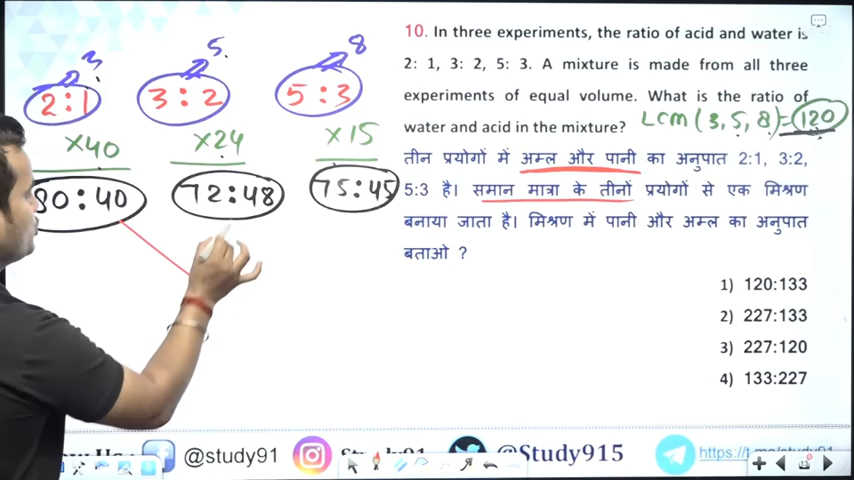 3 5 8
2:1 3:2 5:3
×40 ×24 ×15
80:40 72:48 75:45
10. In three experiments, the ratio of acid and water is
2: 1, 3: 2, 5: 3. A mixture is made from all three
experiments of equal volume. What is the ratio of
water and acid in the mixture? LCM (3,5,8)=120
तीन प्रयोगों में अम्ल और पानी का अनुपात 2:1, 3:2,
5:3 है। समान मात्रा के तीनों प्रयोगों से एक मिश्रण
बनाया जाता है। मिश्रण में पानी और अम्ल का अनुपात
बताओ ?
1) 120:133
2) 227:133
3) 227:120
4) 133:227
@study91
@Study915
https://t.me/study91